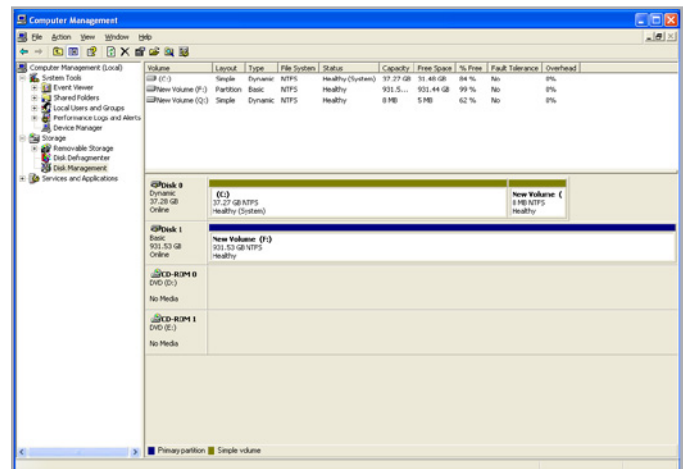 Computer Management
File Action View Window Help
Computer Management (Local)
System Tools
Event Viewer
Shared Folders
Local Users and Groups
Performance Logs and Alerts
Device Manager
Storage
Removable Storage
Disk Defragmenter
Disk Management
Services and Applications
Volume Layout Type File System Status Capacity Free Space % Free Fault Tolerance Overhead
(C:) Simple Dynamic NTFS Healthy (System) 37.27 GB 31.48 GB 84 % No 0%
New Volume (F:) Partition Basic NTFS Healthy 931.5... 931.44 GB 99 % No 0%
New Volume (Q:) Simple Dynamic NTFS Healthy 8 MB 5 MB 62 % No 0%
Disk 0
Dynamic
37.28 GB
Online
(C:)
37.27 GB NTFS
Healthy (System)
New Volume (
8 MB NTFS
Healthy
Disk 1
Basic
931.53 GB
Online
New Volume (F:)
931.53 GB NTFS
Healthy
CD-ROM 0
DVD (D:)
No Media
CD-ROM 1
DVD (E:)
No Media
Primary partition Simple volume